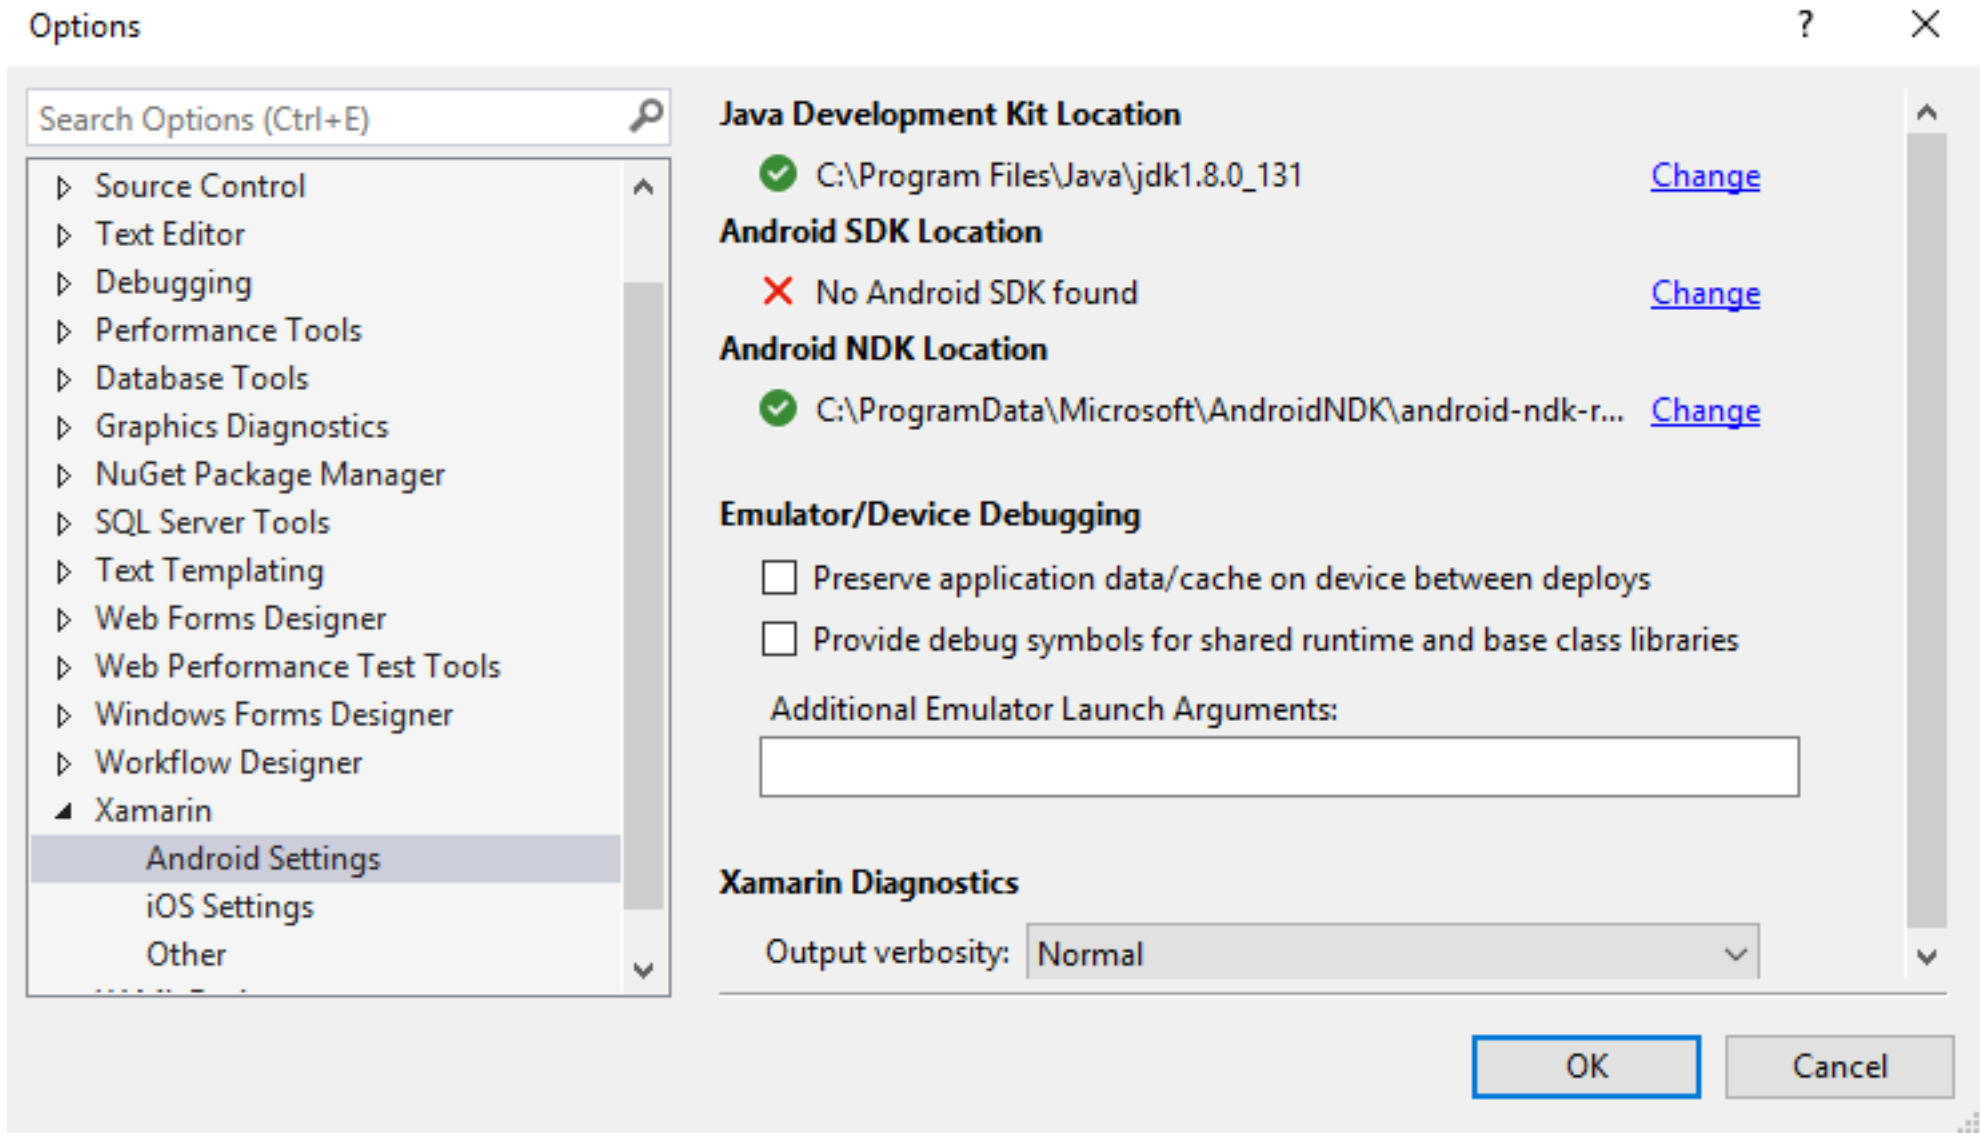 Options
?
Search Options (Ctrl+E)
Source Control
Text Editor
Debugging
Performance Tools
Database Tools
Graphics Diagnostics
NuGet Package Manager
SQL Server Tools
Text Templating
Web Forms Designer
Web Performance Test Tools
Windows Forms Designer
Workflow Designer
Xamarin
Android Settings
iOS Settings
Other
Java Development Kit Location
C:\Program Files\Java\jdk1.8.0_131 Change
Android SDK Location
No Android SDK found Change
Android NDK Location
C:\ProgramData\Microsoft\AndroidNDK\android-ndk-r... Change
Emulator/Device Debugging
Preserve application data/cache on device between deploys
Provide debug symbols for shared runtime and base class libraries
Additional Emulator Launch Arguments:
Xamarin Diagnostics
Output verbosity: Normal
OK Cancel